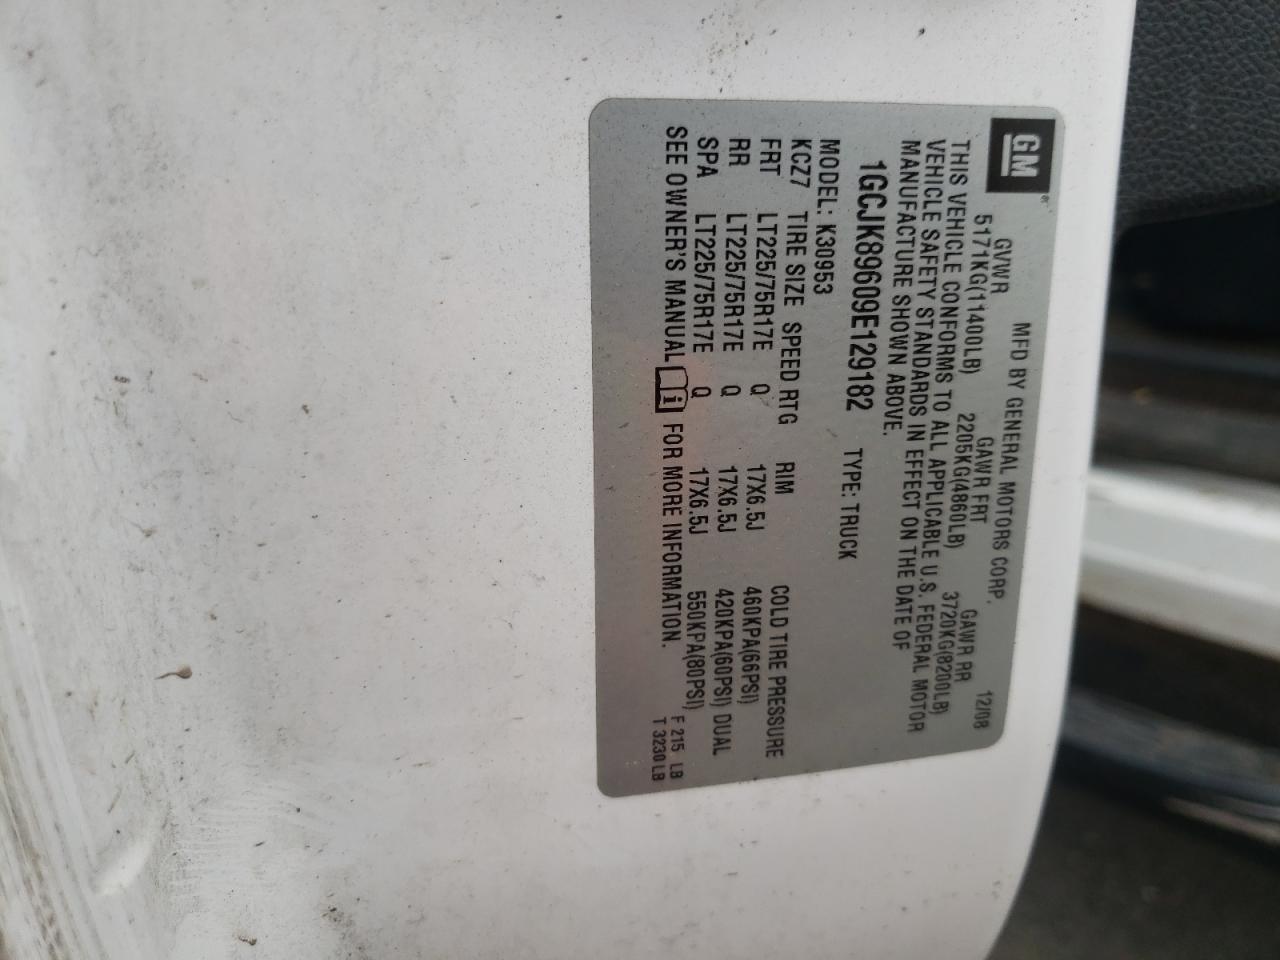 GM
MFD BY GENERAL MOTORS CORP. 12/08
GVWR GAWR FRT GAWR RR
5171KG(11400LB) 2205KG(4860LB) 3720KG(8200LB)
THIS VEHICLE CONFORMS TO ALL APPLICABLE U.S. FEDERAL MOTOR
VEHICLE SAFETY STANDARDS IN EFFECT ON THE DATE OF
MANUFACTURE SHOWN ABOVE.
1GCJK89609E129182 TYPE: TRUCK
MODEL: K30953
KCZ7 TIRE SIZE SPEED RTG RIM COLD TIRE PRESSURE
FRT LT225/75R17E Q 17X6.5J 460KPA(66PSI)
RR LT225/75R17E Q 17X6.5J 420KPA(60PSI) DUAL
SPA LT225/75R17E Q 17X6.5J 550KPA(80PSI)
SEE OWNER'S MANUAL i FOR MORE INFORMATION.
F 215 LB
T 3230 LB